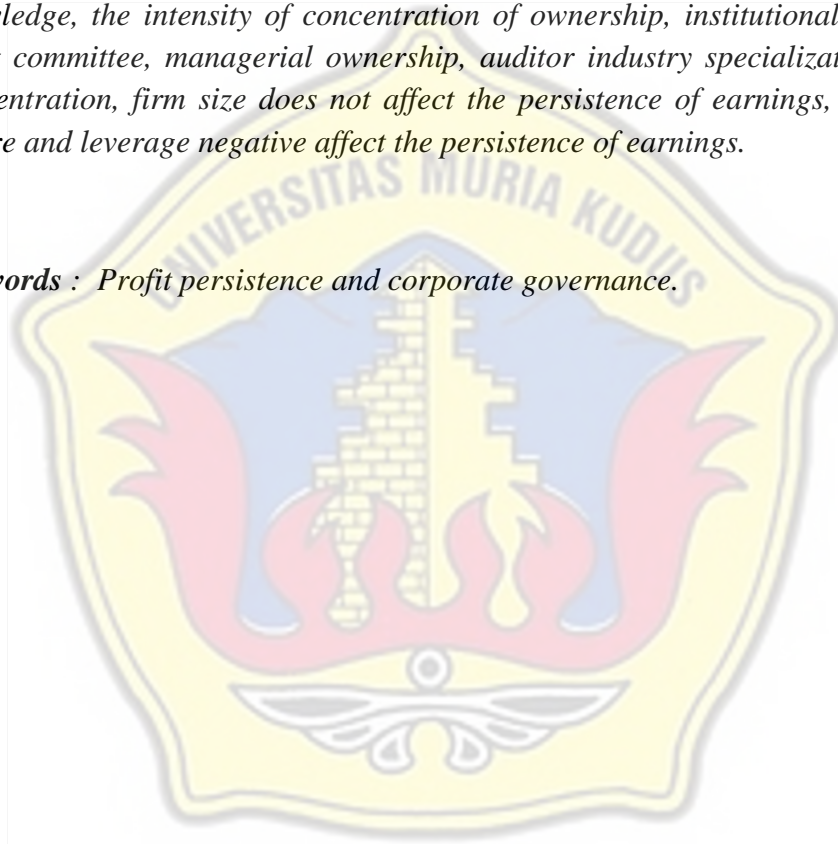 ledge, the intensity of concentration of ownership, institutional
committee, managerial ownership, auditor industry specializat
entration, firm size does not affect the persistence of earnings,
re and leverage negative affect the persistence of earnings.
UNIVERSITAS MURIA KUDUS
words : Profit persistence and corporate governance.